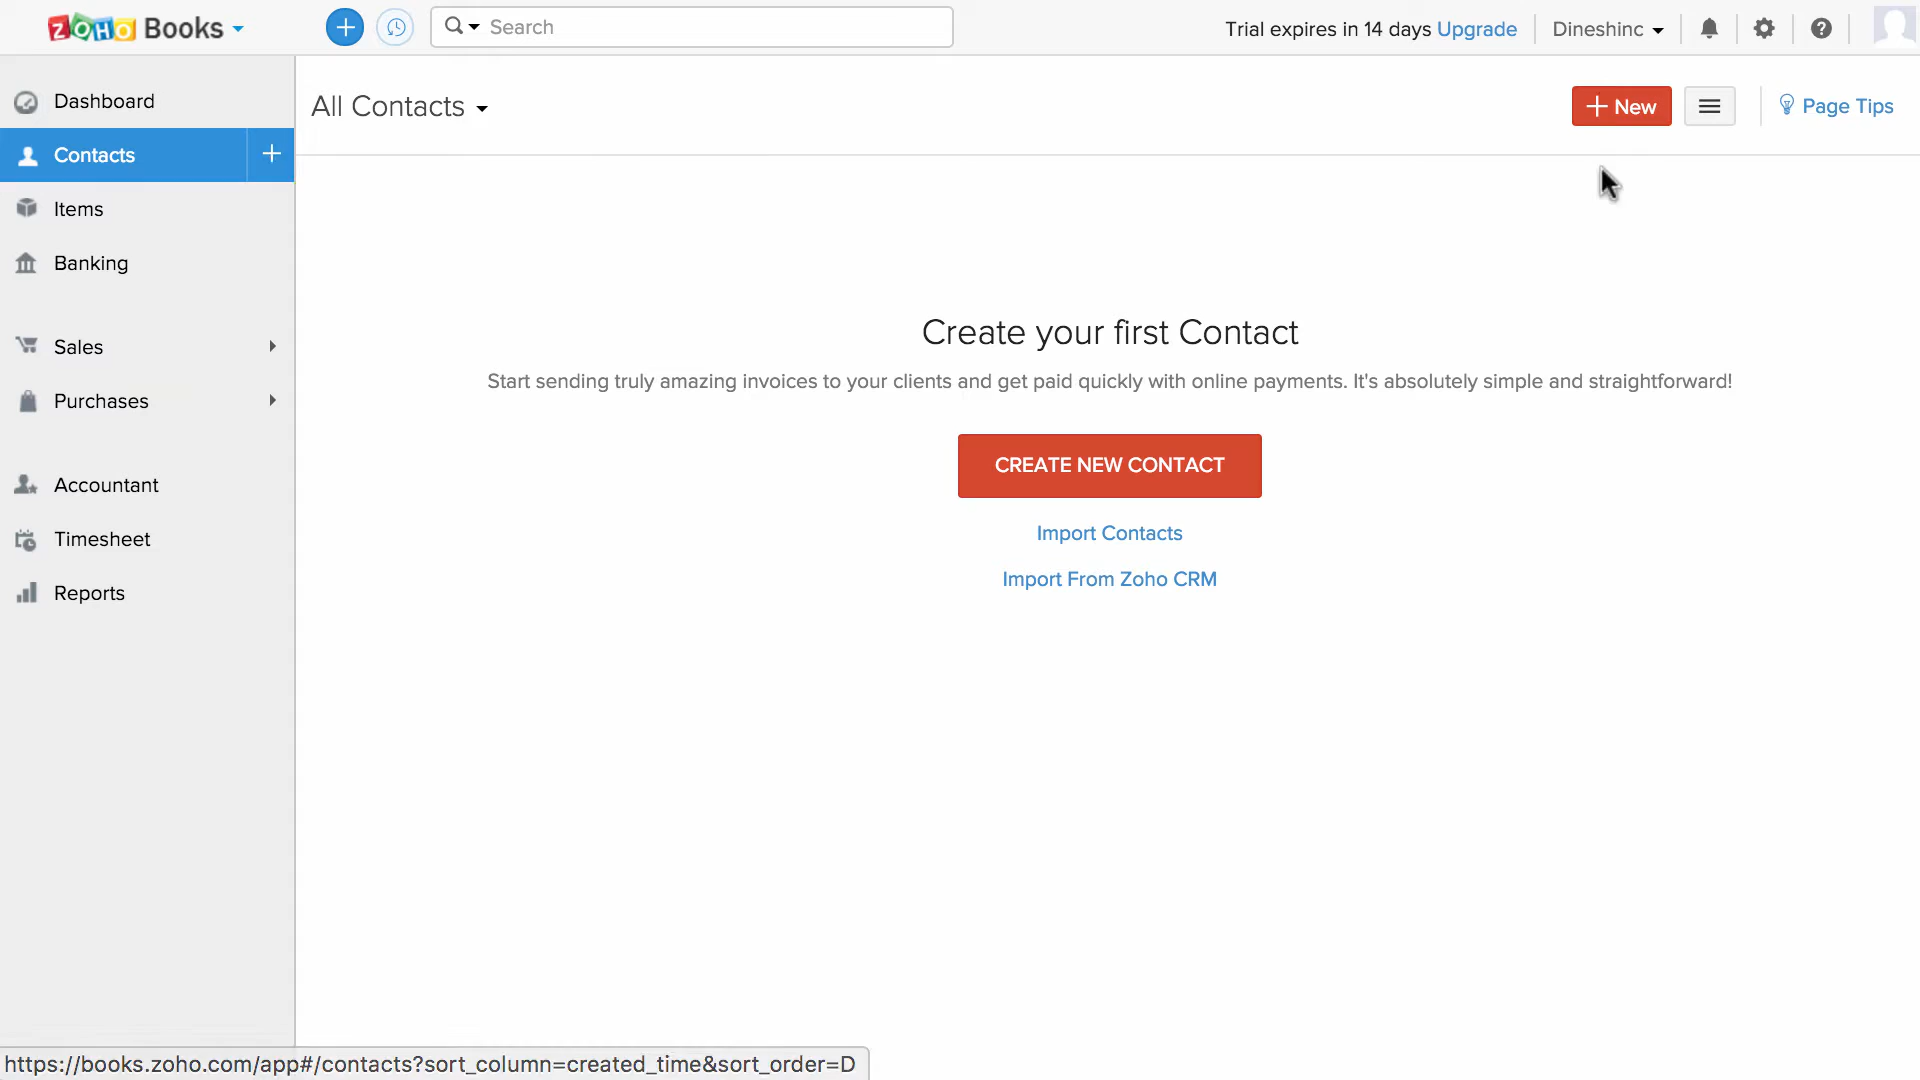 ZOHO Books
Search
Trial expires in 14 days Upgrade
Dineshinc
Dashboard
Contacts
Items
Banking
Sales
Purchases
Accountant
Timesheet
Reports
All Contacts
+ New
Page Tips
Create your first Contact
Start sending truly amazing invoices to your clients and get paid quickly with online payments. It's absolutely simple and straightforward!
CREATE NEW CONTACT
Import Contacts
Import From Zoho CRM
https://books.zoho.com/app#/contacts?sort_column=created_time&sort_order=D